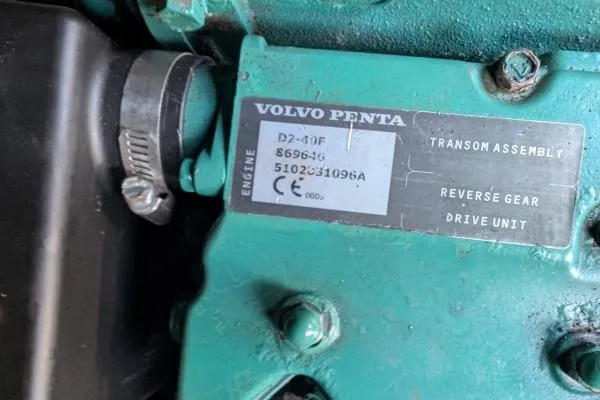 VOLVO PENTA
ENGINE
D2-40F
869646
5102031096A
CE
TRANSOM ASSEMBLY
REVERSE GEAR
DRIVE UNIT